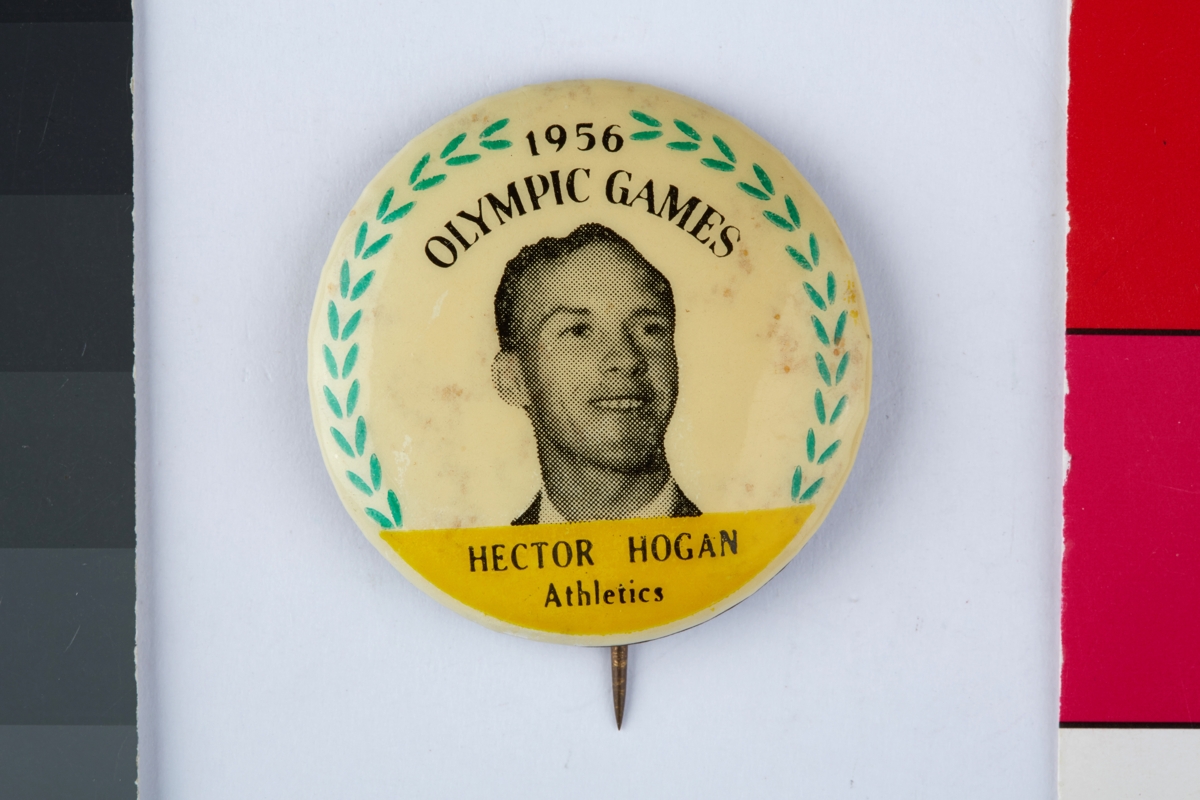 1956
OLYMPIC GAMES
HECTOR HOGAN
Athletics